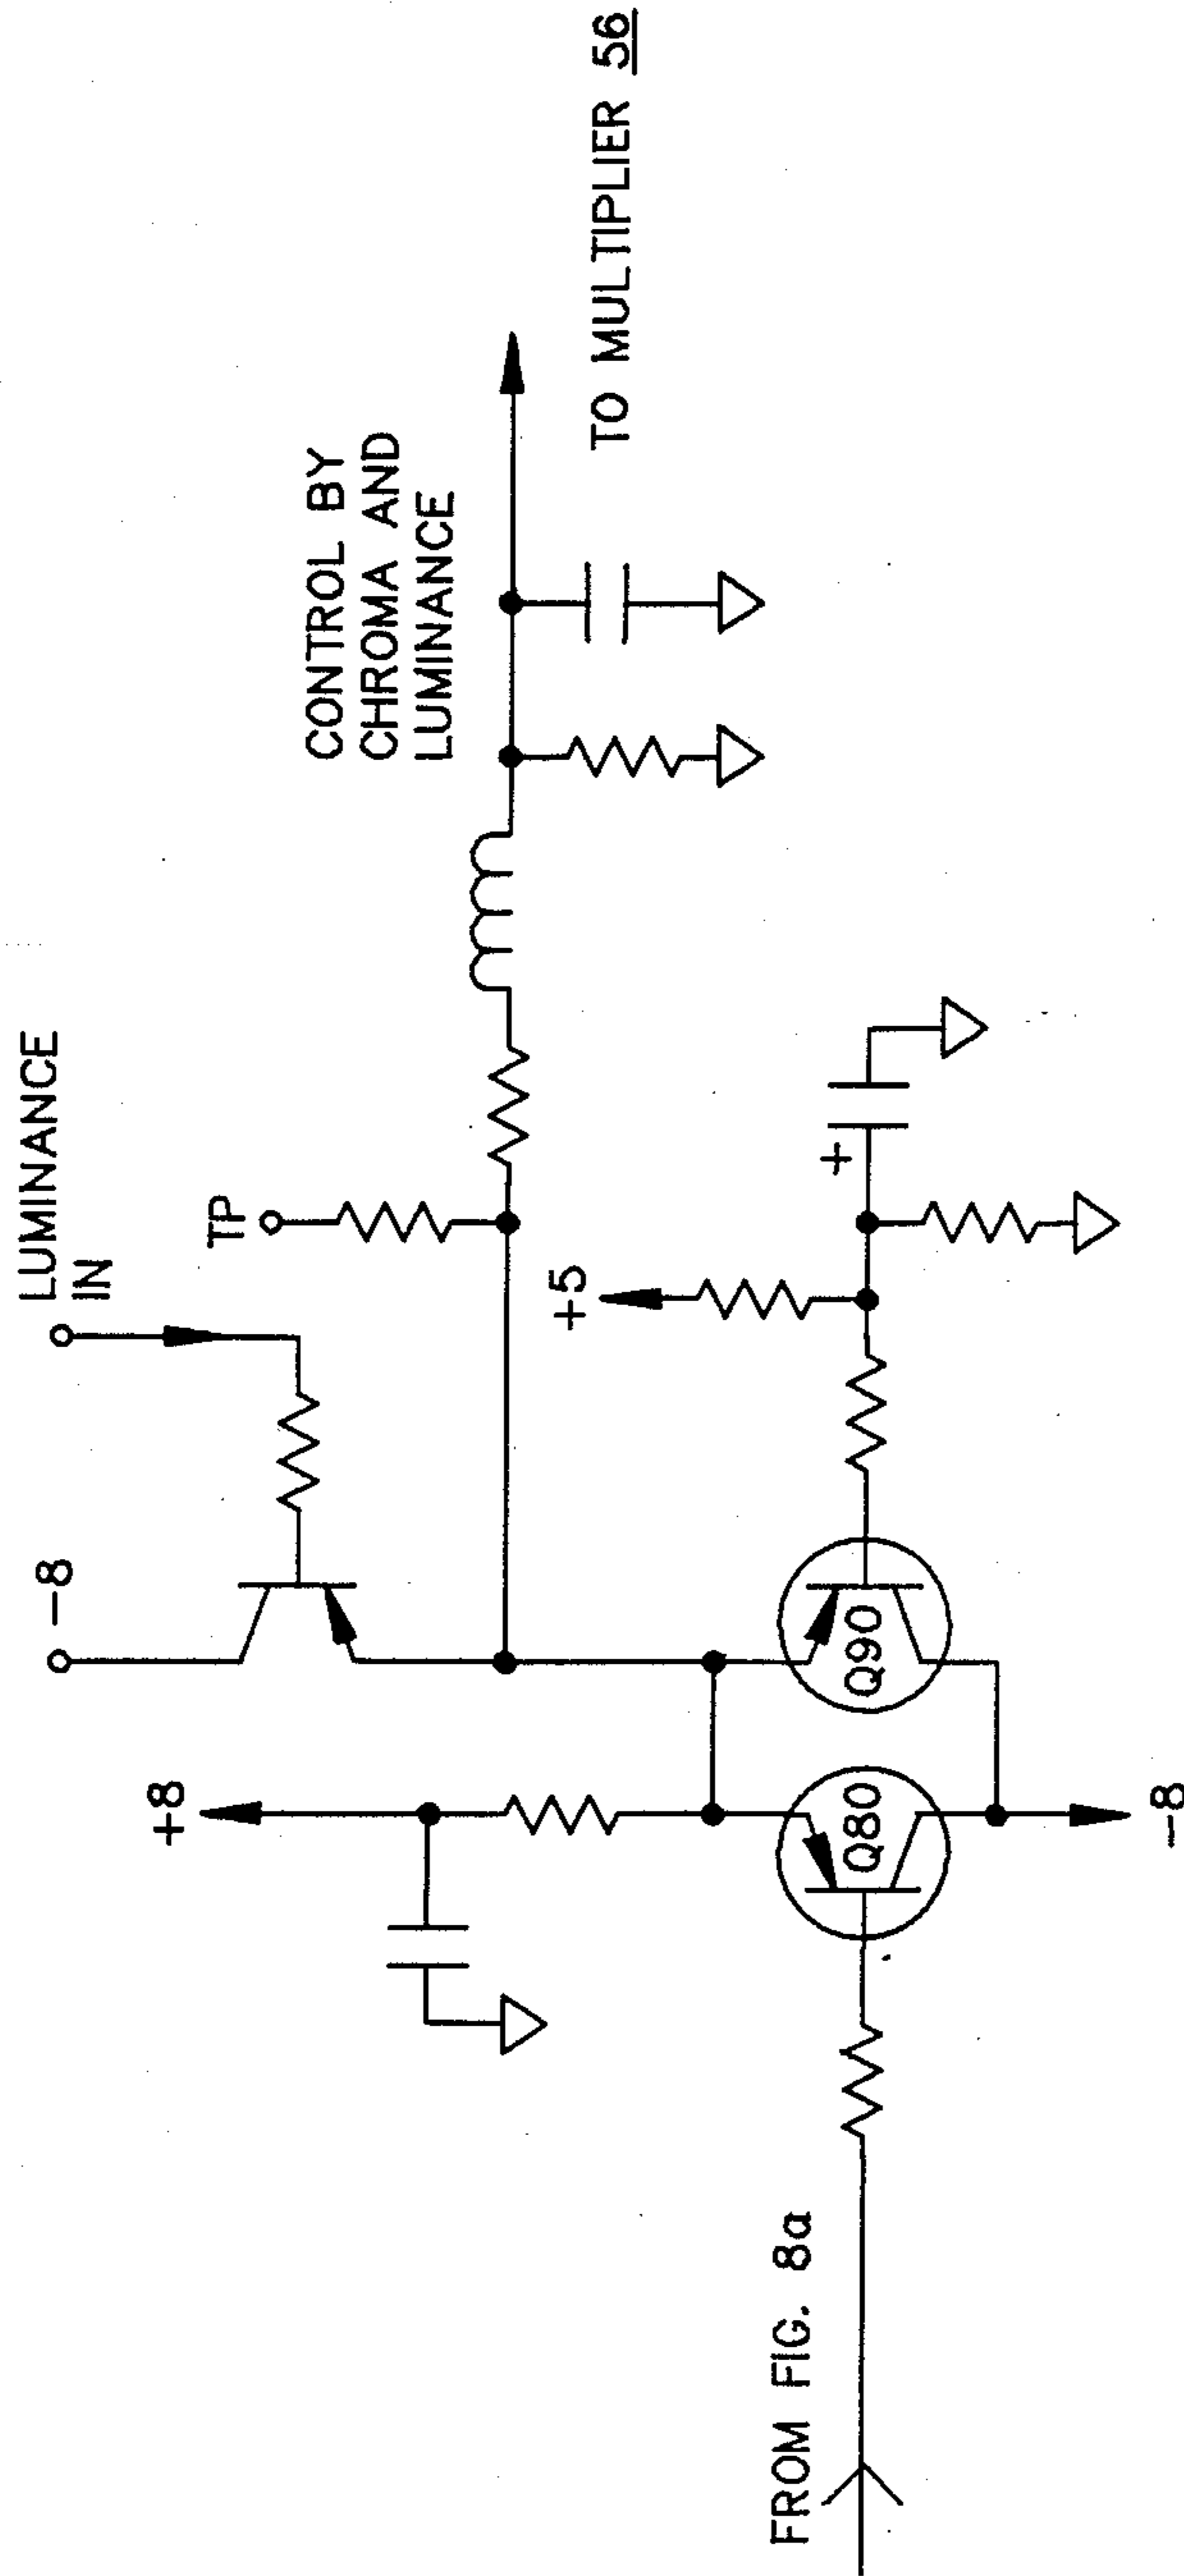 LUMINANCE
IN
-8
TP
CONTROL BY
CHROMA AND
LUMINANCE
+8
+5
TO MULTIPLIER 56
FROM FIG. 8a
Q80
Q90
+
-8